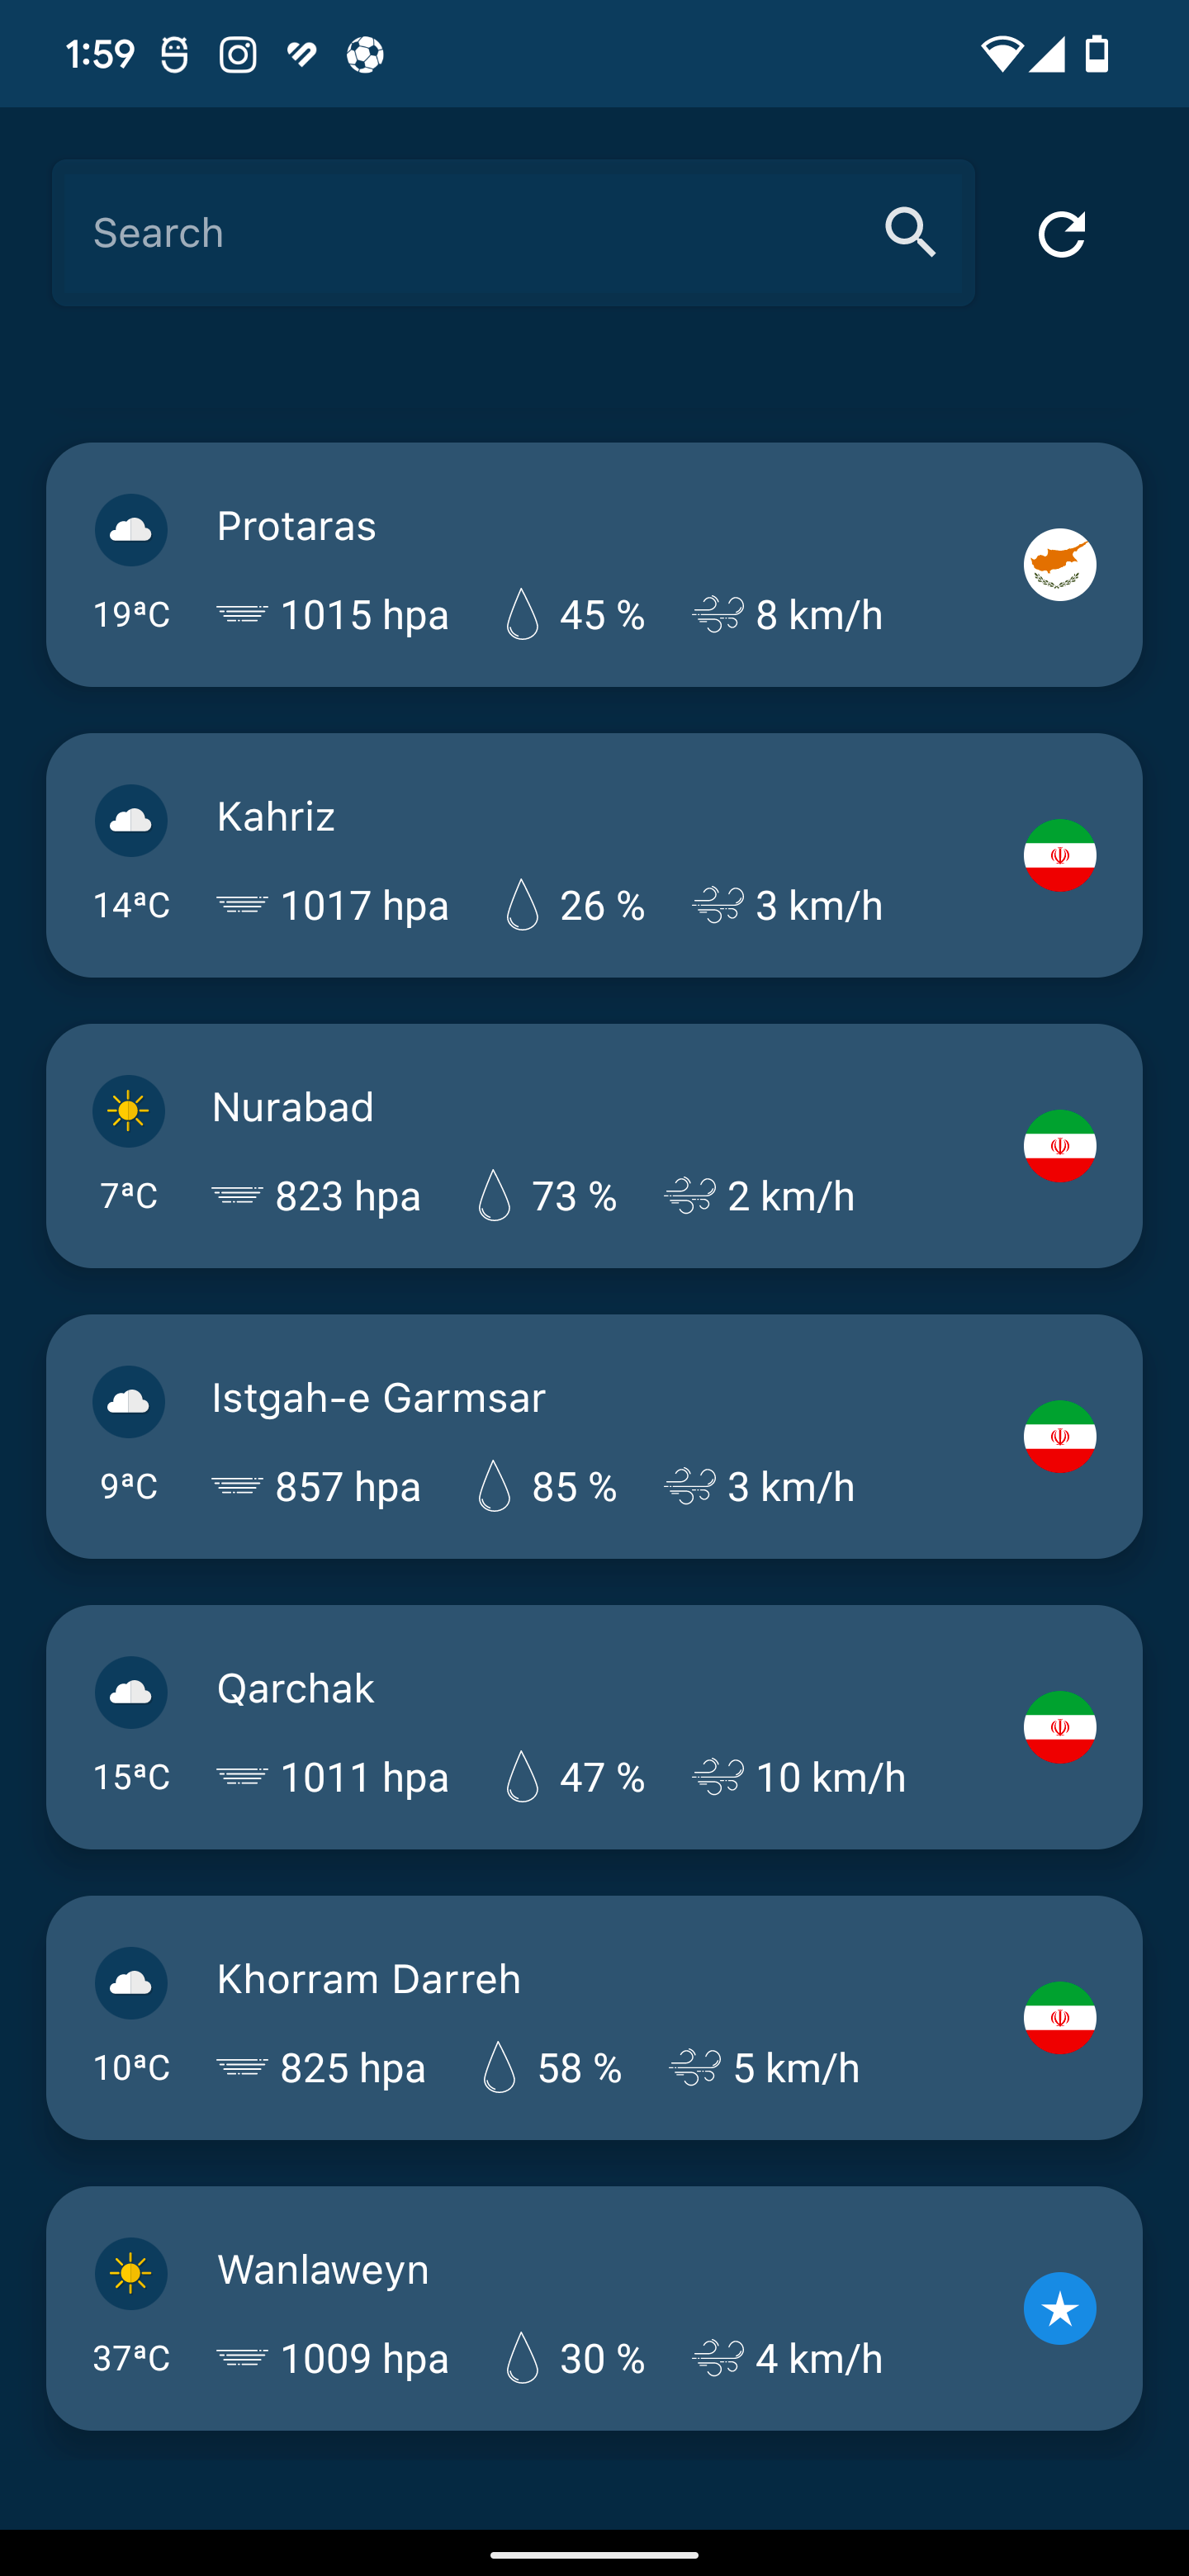 1:59
Search
Protaras
19ªC 1015 hpa 45 % 8 km/h
Kahriz
14ªC 1017 hpa 26 % 3 km/h
Nurabad
7ªC 823 hpa 73 % 2 km/h
Istgah-e Garmsar
9ªC 857 hpa 85 % 3 km/h
Qarchak
15ªC 1011 hpa 47 % 10 km/h
Khorram Darreh
10ªC 825 hpa 58 % 5 km/h
Wanlaweyn
37ªC 1009 hpa 30 % 4 km/h